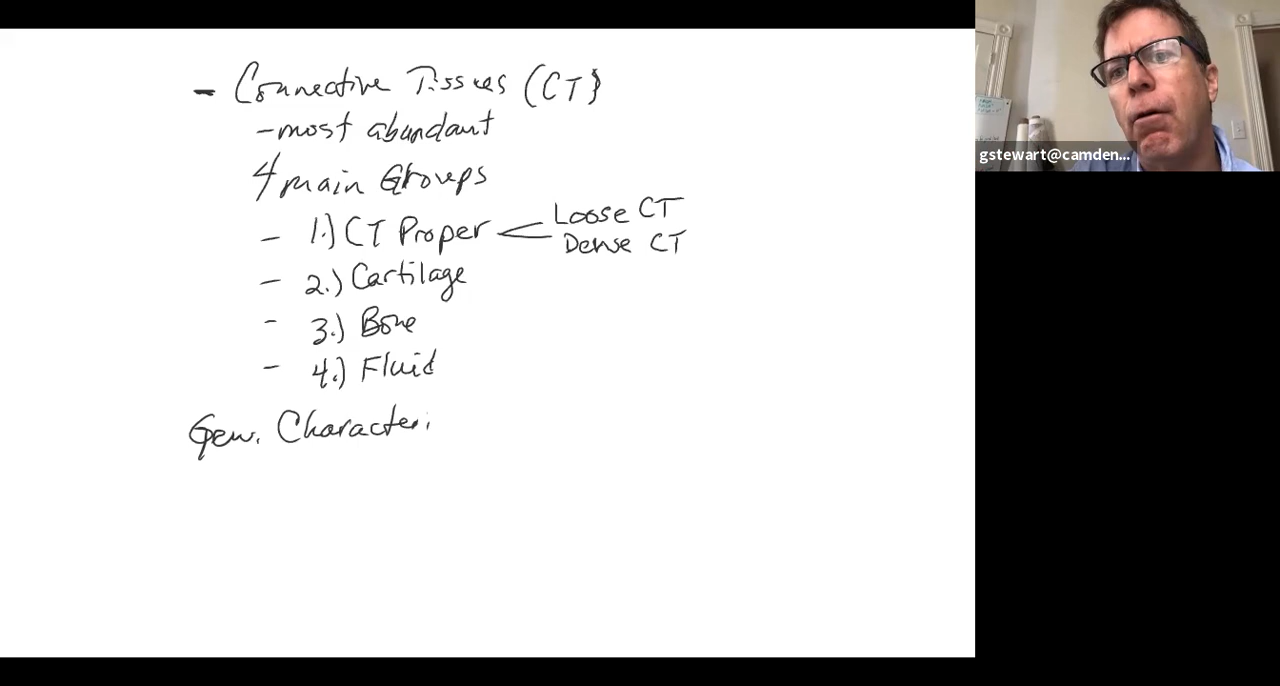 - Connective Tissues (CT)
- most abundant
4 main Groups
- 1.) CT Proper < Loose CT
Dense CT
- 2.) Cartilage
- 3.) Bone
- 4.) Fluid
Gen. Characteri
gstewart@camden...